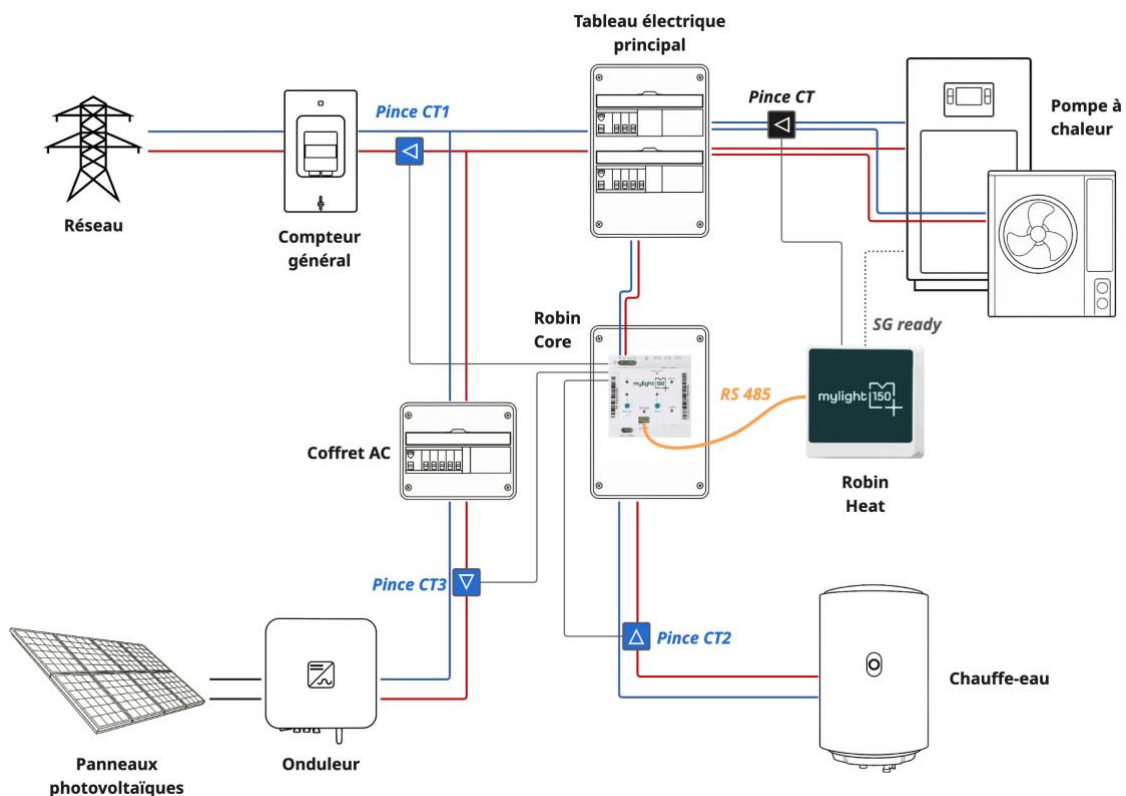 Tableau électrique
principal
Pince CT1
Pince CT
Pompe à
chaleur
Réseau
Compteur
général
Robin
Core
SG ready
mylight 150
RS 485
mylight 150
Coffret AC
Robin
Heat
Pince CT3
Pince CT2
Chauffe-eau
Panneaux
photovoltaïques
Onduleur